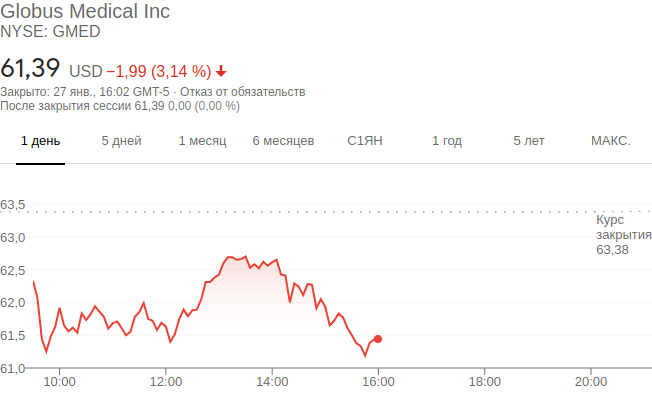 Globus Medical Inc
NYSE: GMED
61,39 USD −1,99 (3,14 %)
Закрыто: 27 янв., 16:02 GMT-5 · Отказ от обязательств
После закрытия сессии 61,39 0,00 (0,00 %)
1 день 5 дней 1 месяц 6 месяцев С1ЯН 1 год 5 лет МАКС.
63,5
Курс
закрытия
63,38
63,0
62,5
62,0
61,5
61,0
10:00 12:00 14:00 16:00 18:00 20:00